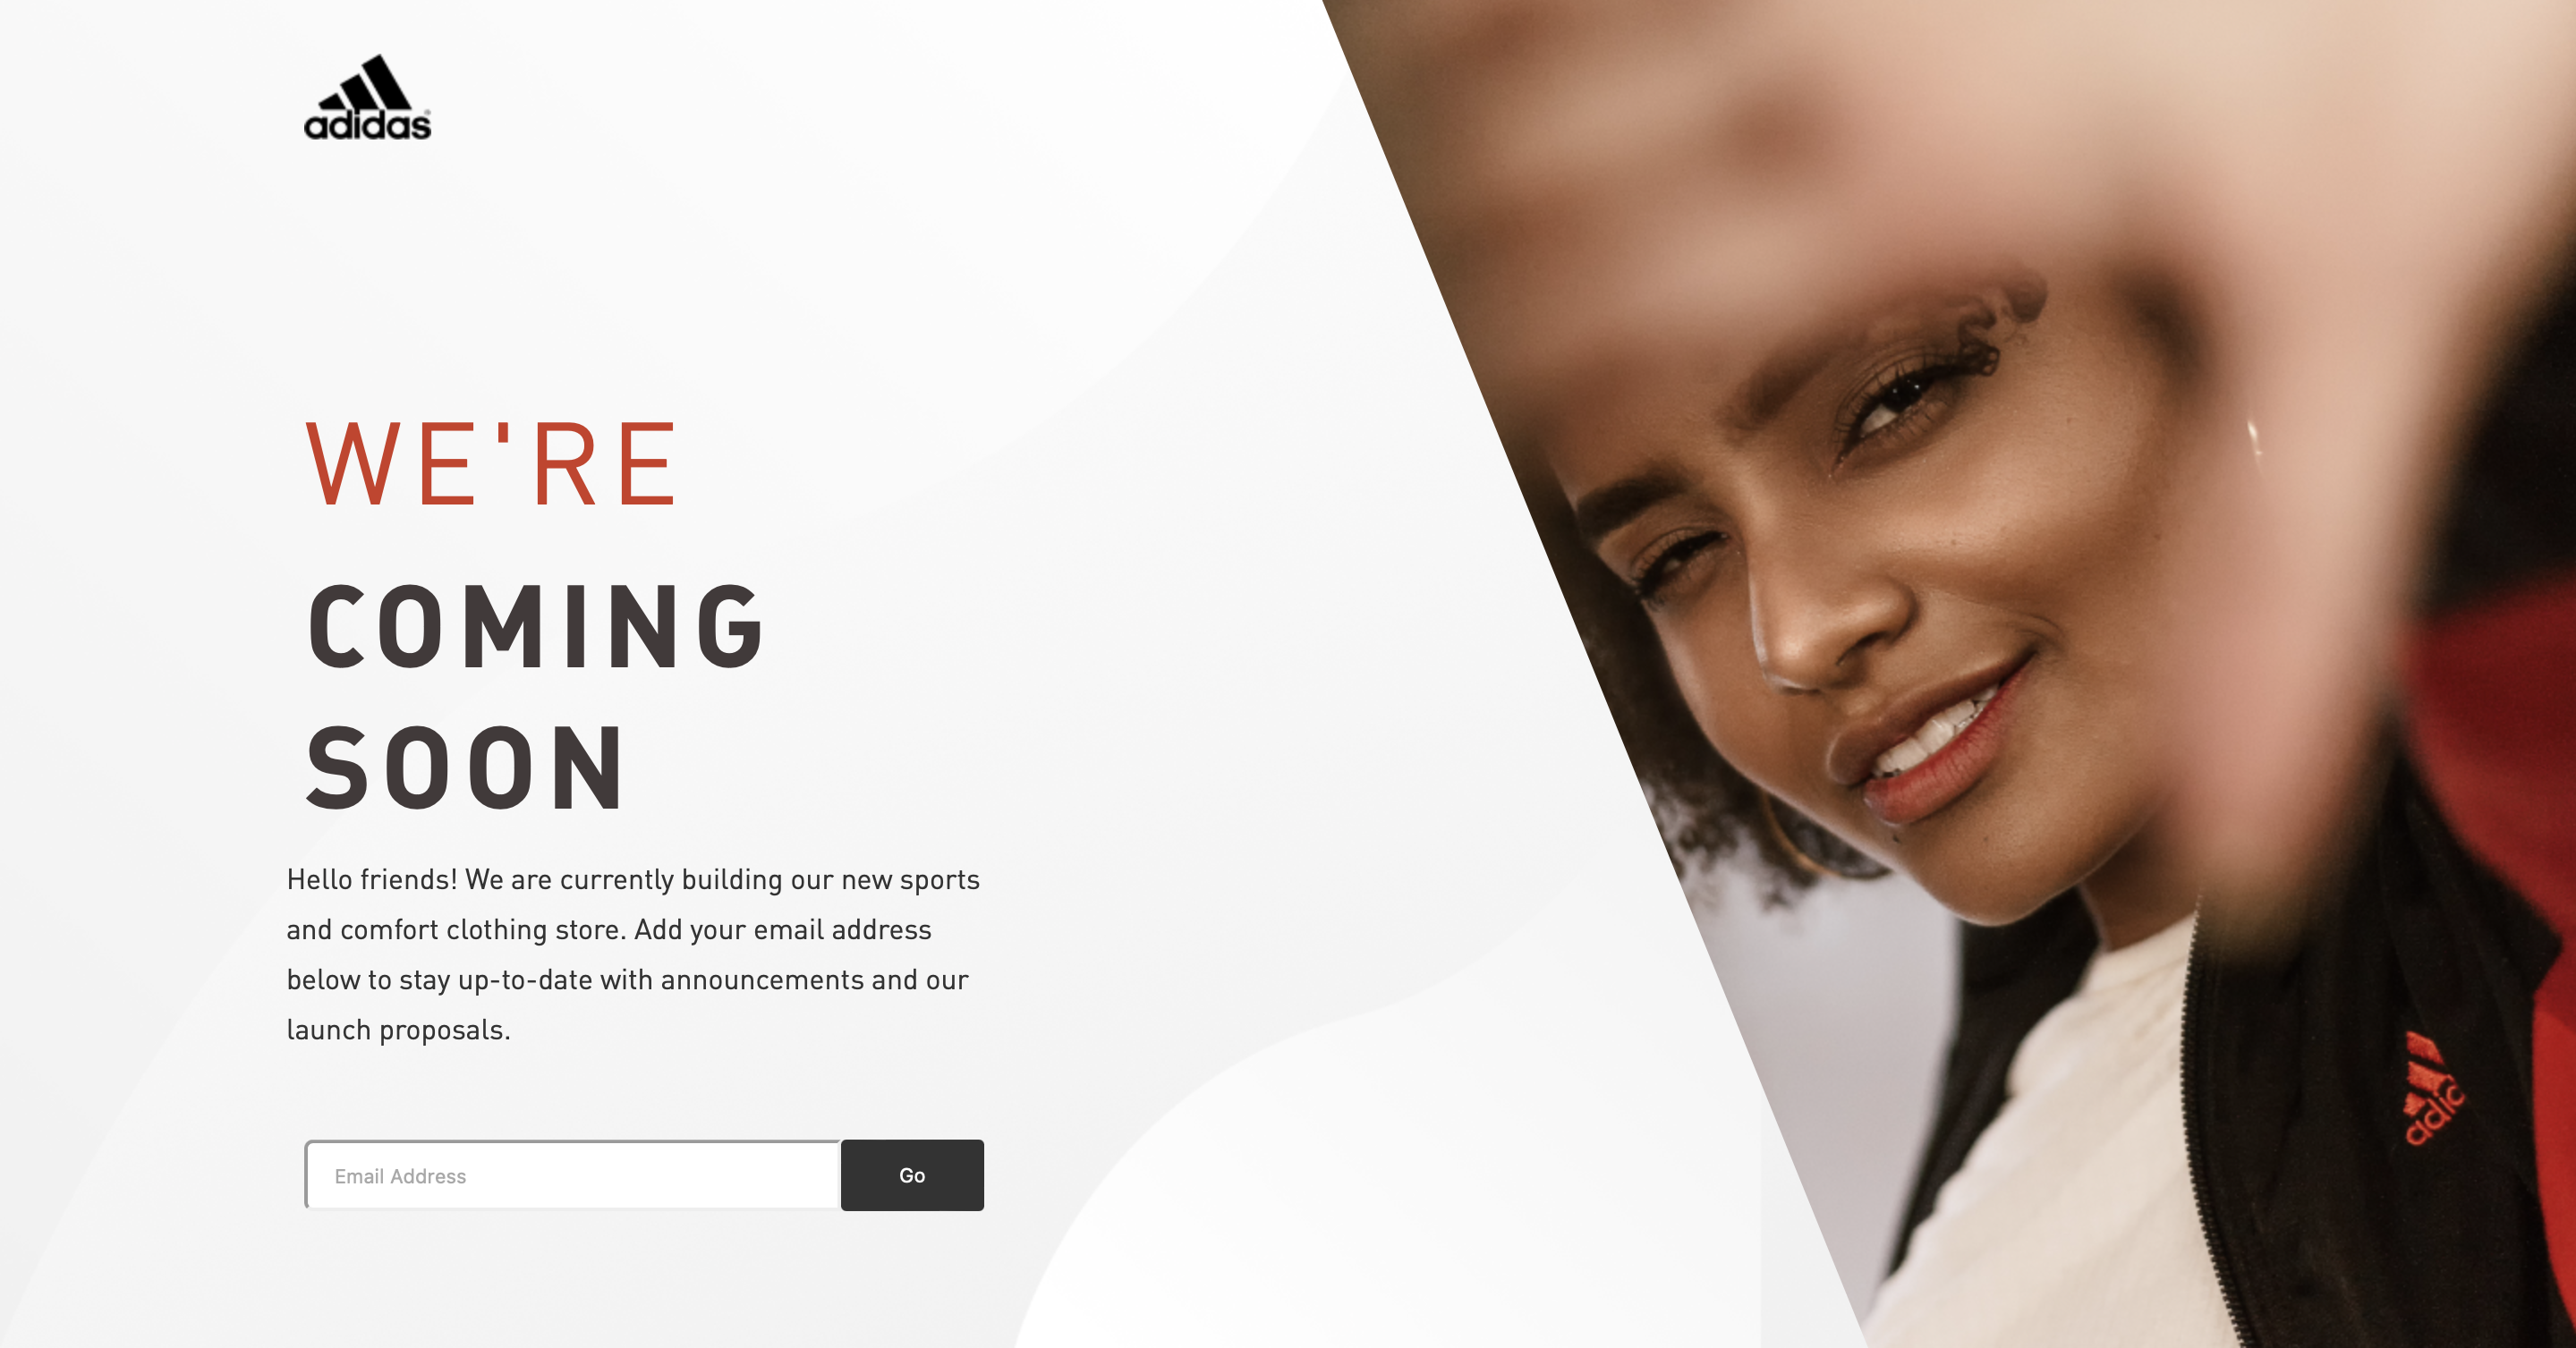 adidas
WE'RE
COMING
SOON
Hello friends! We are currently building our new sports
and comfort clothing store. Add your email address
below to stay up-to-date with announcements and our
launch proposals.
Email Address
Go
adid